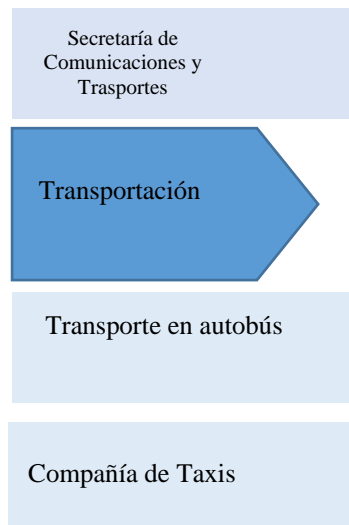 Secretaría de
Comunicaciones y
Trasportes
Transportación
Transporte en autobús
Compañía de Taxis